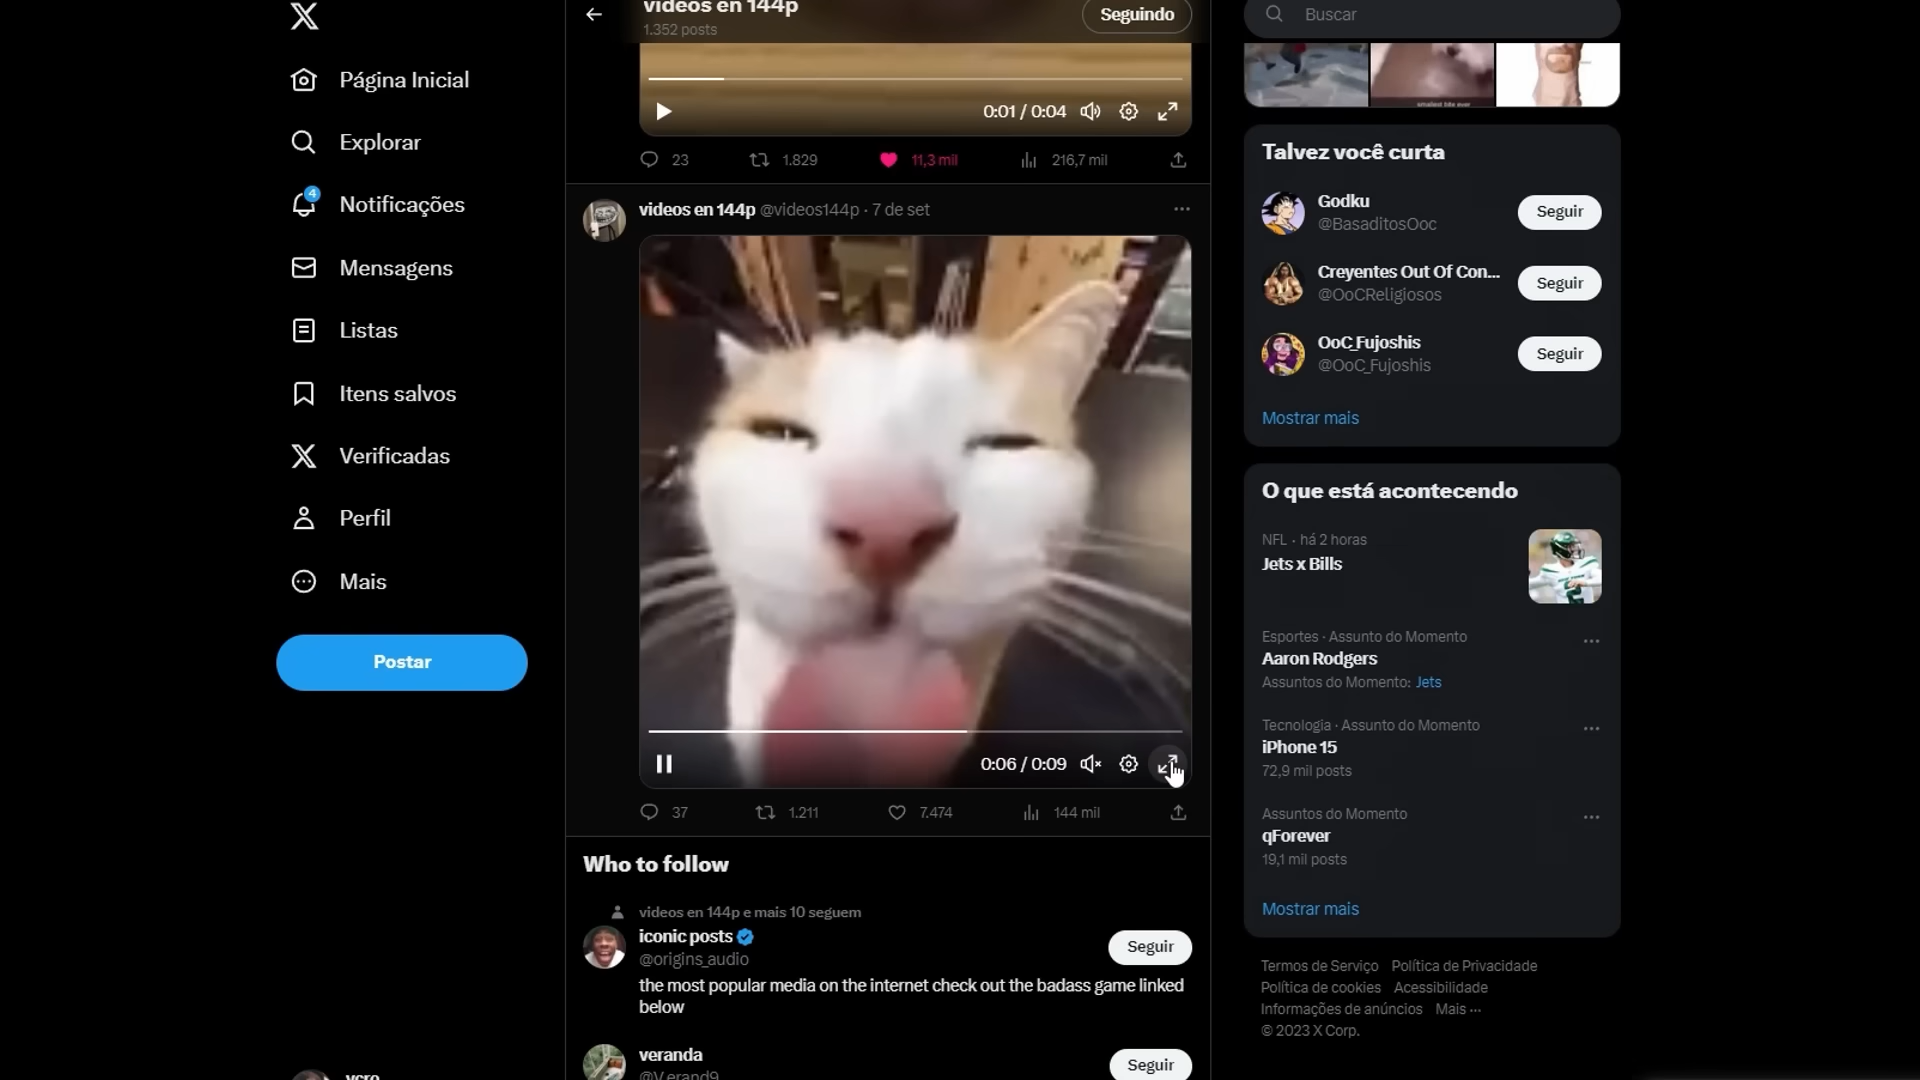 Página Inicial
Explorar
4
Notificações
Mensagens
Listas
Itens salvos
Verificadas
Perfil
Mais
Postar
videos en 144p
1.352 posts
Seguindo
0:01 / 0:04
23
1.829
11,3 mil
216,7 mil
videos en 144p @videos144p · 7 de set
0:06 / 0:09
37
1.211
7.474
144 mil
Who to follow
videos en 144p e mais 10 seguem
iconic posts
@origins_audio
Seguir
the most popular media on the internet check out the badass game linked
below
veranda
@V.erand9
Seguir
Buscar
smallest bite ever
Talvez você curta
Godku
@BasaditosOoc
Seguir
Creyentes Out Of Con...
@OoCReligiosos
Seguir
OoC_Fujoshis
@OoC_Fujoshis
Seguir
Mostrar mais
O que está acontecendo
NFL · há 2 horas
Jets x Bills
Esportes · Assunto do Momento
Aaron Rodgers
Assuntos do Momento: Jets
Tecnologia · Assunto do Momento
iPhone 15
72,9 mil posts
Assuntos do Momento
qForever
19,1 mil posts
Mostrar mais
Termos de Serviço Política de Privacidade
Política de cookies Acessibilidade
Informações de anúncios Mais ···
© 2023 X Corp.